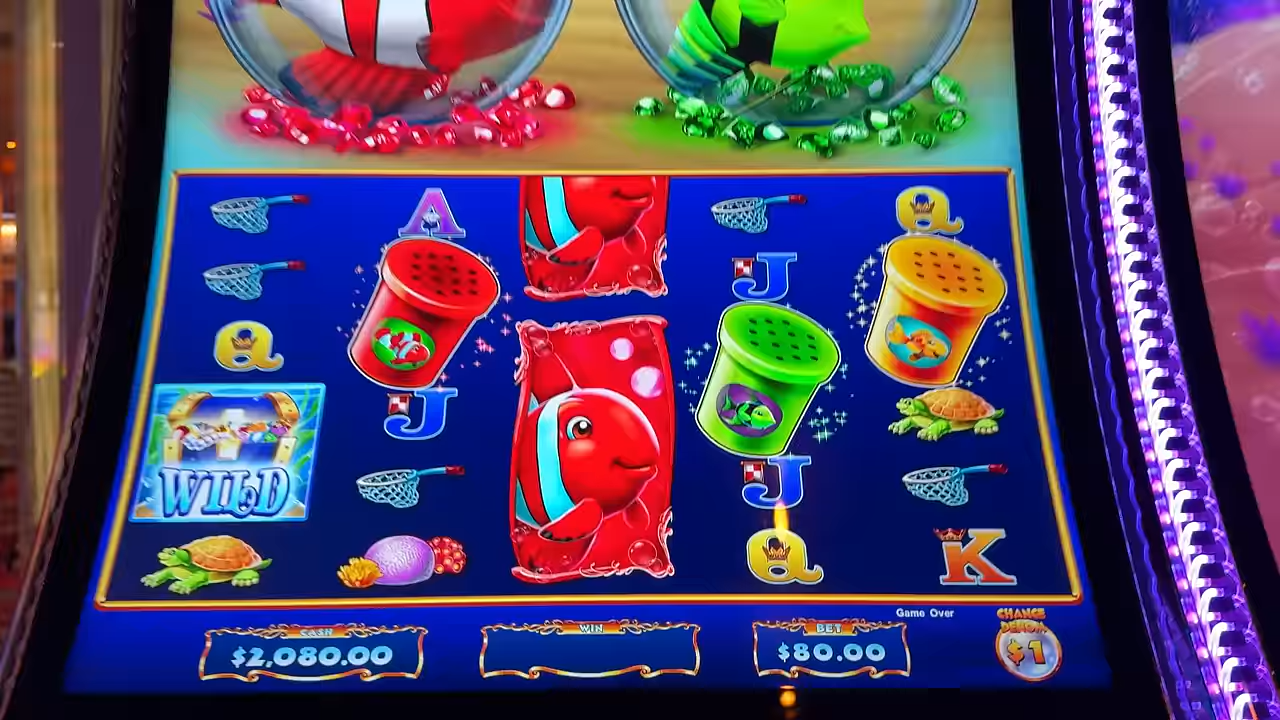 A
Q
J
Q
J
WILD
J
Q
K
Game Over
CASH
WIN
BET
CHANGE
DENOM
$2,080.00
$80.00
$1